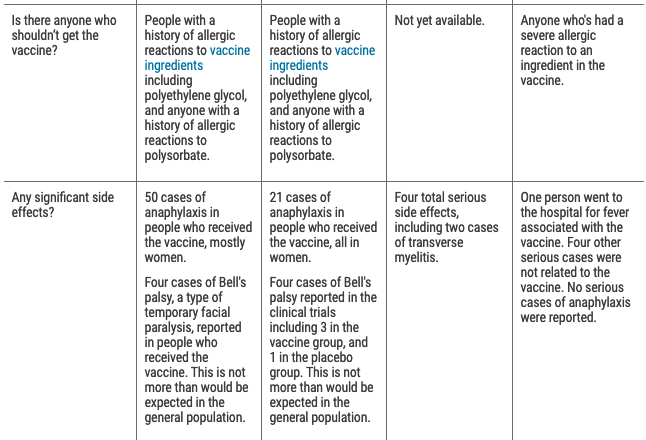 Is there anyone who
shouldn't get the
vaccine?
People with a
history of allergic
reactions to vaccine
ingredients
including
polyethylene glycol,
and anyone with a
history of allergic
reactions to
polysorbate.
People with a
history of allergic
reactions to vaccine
ingredients
including
polyethylene glycol,
and anyone with a
history of allergic
reactions to
polysorbate.
Not yet available.
Anyone who's had a
severe allergic
reaction to an
ingredient in the
vaccine.
Any significant side
effects?
50 cases of
anaphylaxis in
people who received
the vaccine, mostly
women.
Four cases of Bell's
palsy, a type of
temporary facial
paralysis, reported
in people who
received the
vaccine. This is not
more than would be
expected in the
general population.
21 cases of
anaphylaxis in
people who received
the vaccine, all in
women.
Four cases of Bell's
palsy reported in the
clinical trials
including 3 in the
vaccine group, and
1 in the placebo
group. This is not
more than would be
expected in the
general population.
Four total serious
side effects,
including two cases
of transverse
myelitis.
One person went to
the hospital for fever
associated with the
vaccine. Four other
serious cases were
not related to the
vaccine. No serious
cases of anaphylaxis
were reported.